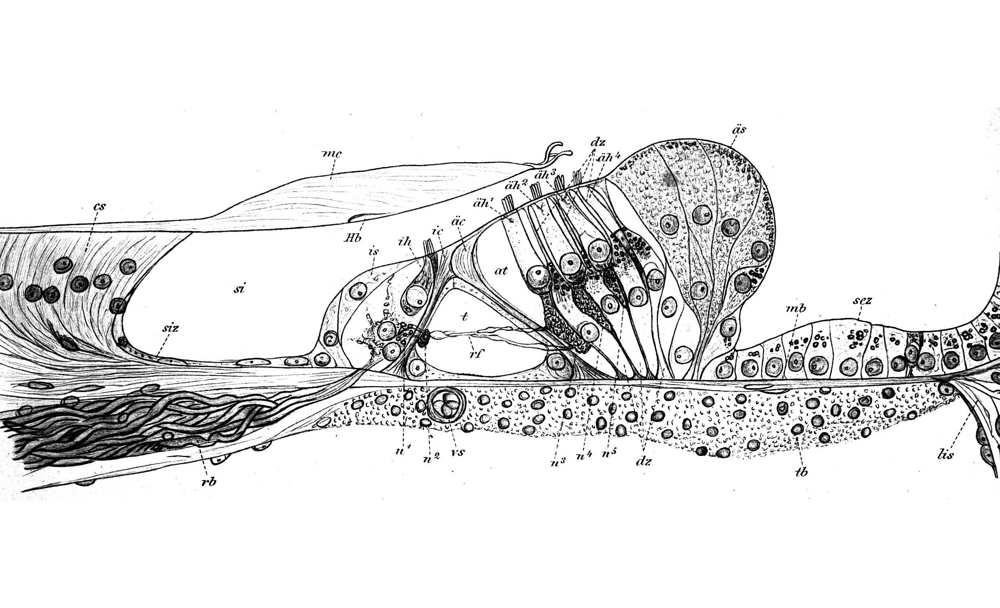 äs
dz
mc
äh⁴
äh³
äh²
äh¹
cs
äc
ic
Hb
ih
is
at
si
t
sez
mb
siz
rf
n¹
n²
vs
n³
n⁴
n⁵
dz
lis
tb
rb